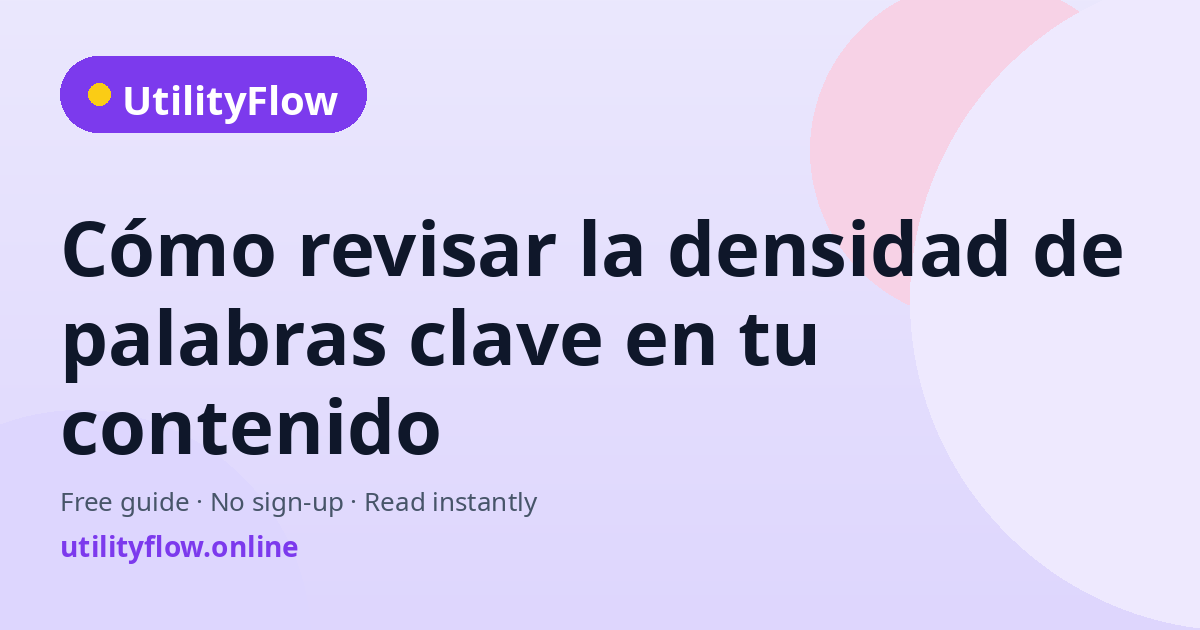 UtilityFlow
Cómo revisar la densidad de
palabras clave en tu
contenido
Free guide · No sign-up · Read instantly
utilityflow.online